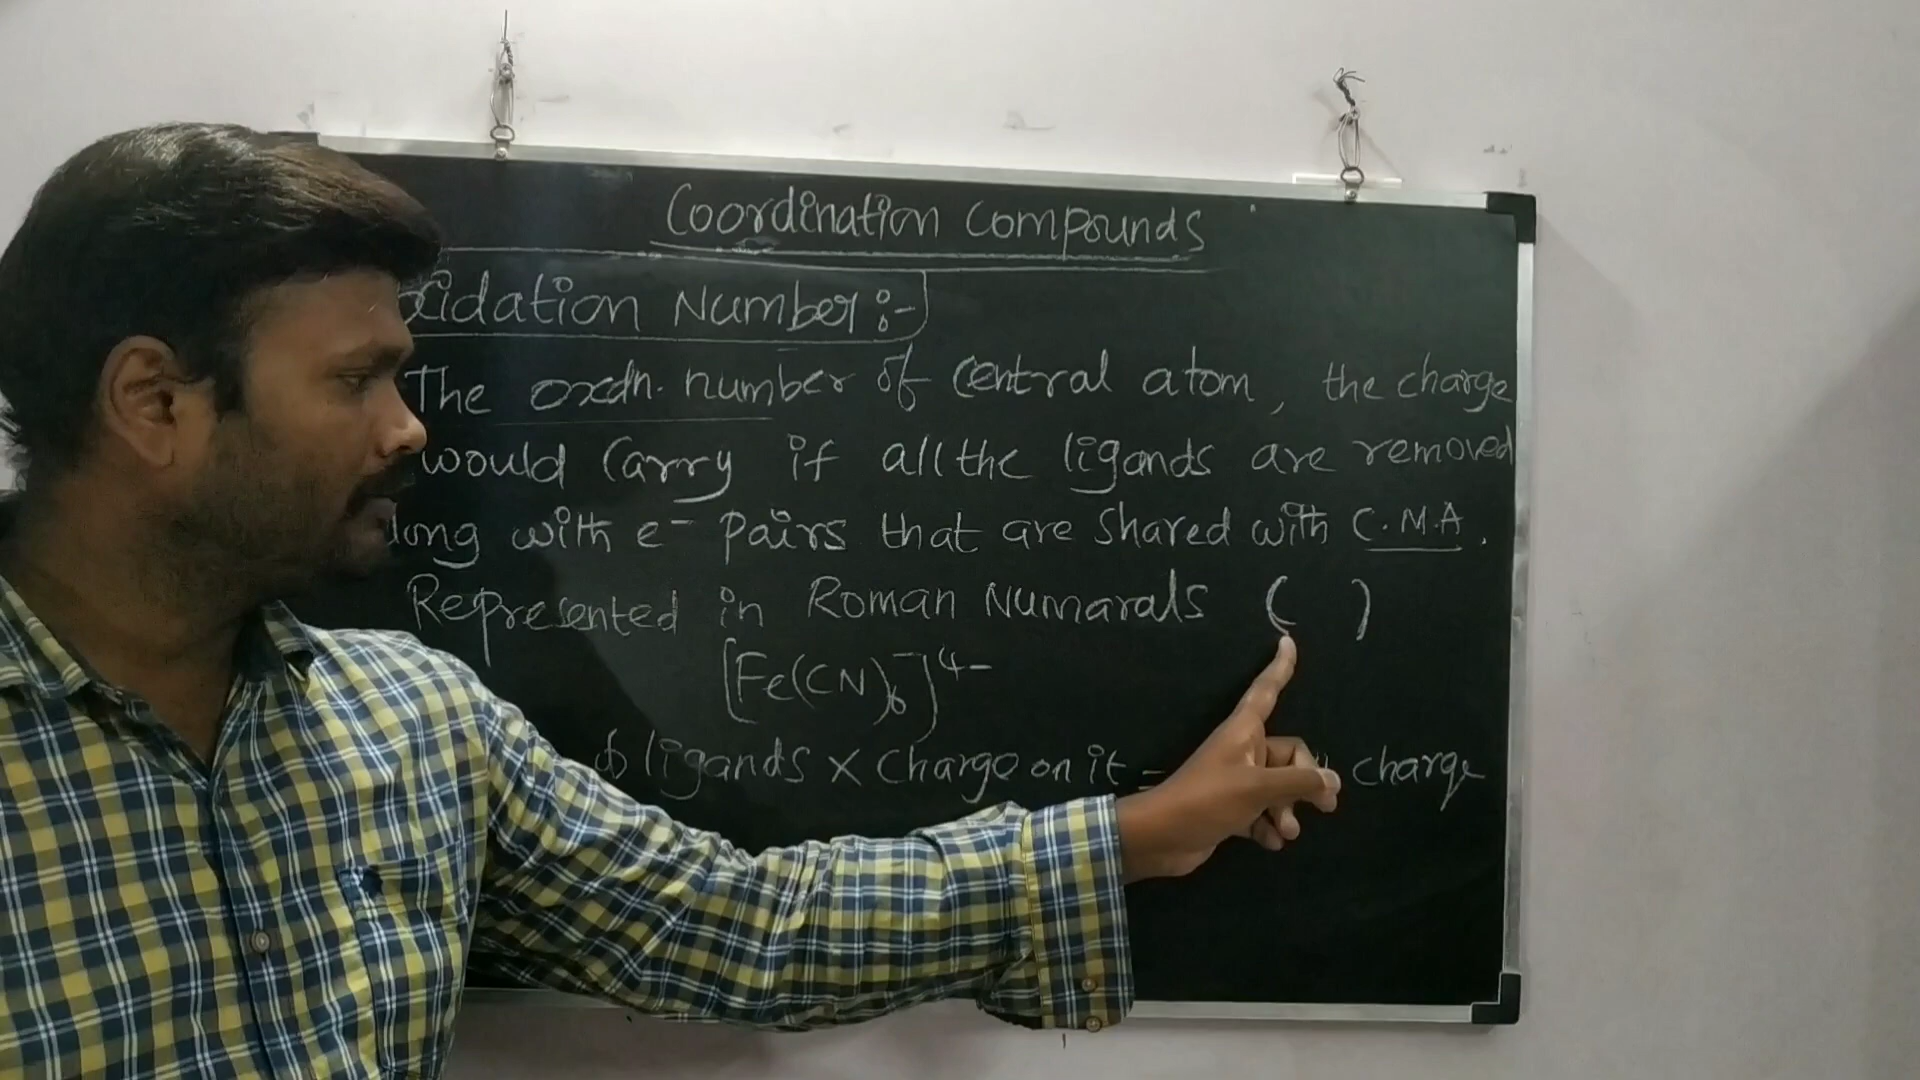 Coordination Compounds
xidation Number :-
The oxdn. number of central atom, the charge
would carry if all the ligands are removed
long with e- pairs that are shared with C.M.A.
Represented in Roman Numarals ( )
[Fe(CN)6]4-
ligands x charge on it = charge